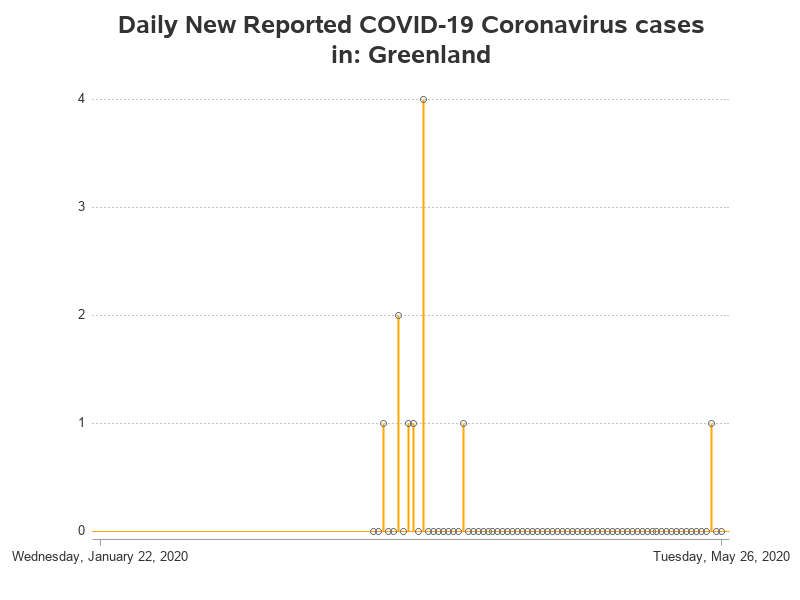 Daily New Reported COVID-19 Coronavirus cases
in: Greenland
4
3
2
1
0
Wednesday, January 22, 2020 Tuesday, May 26, 2020